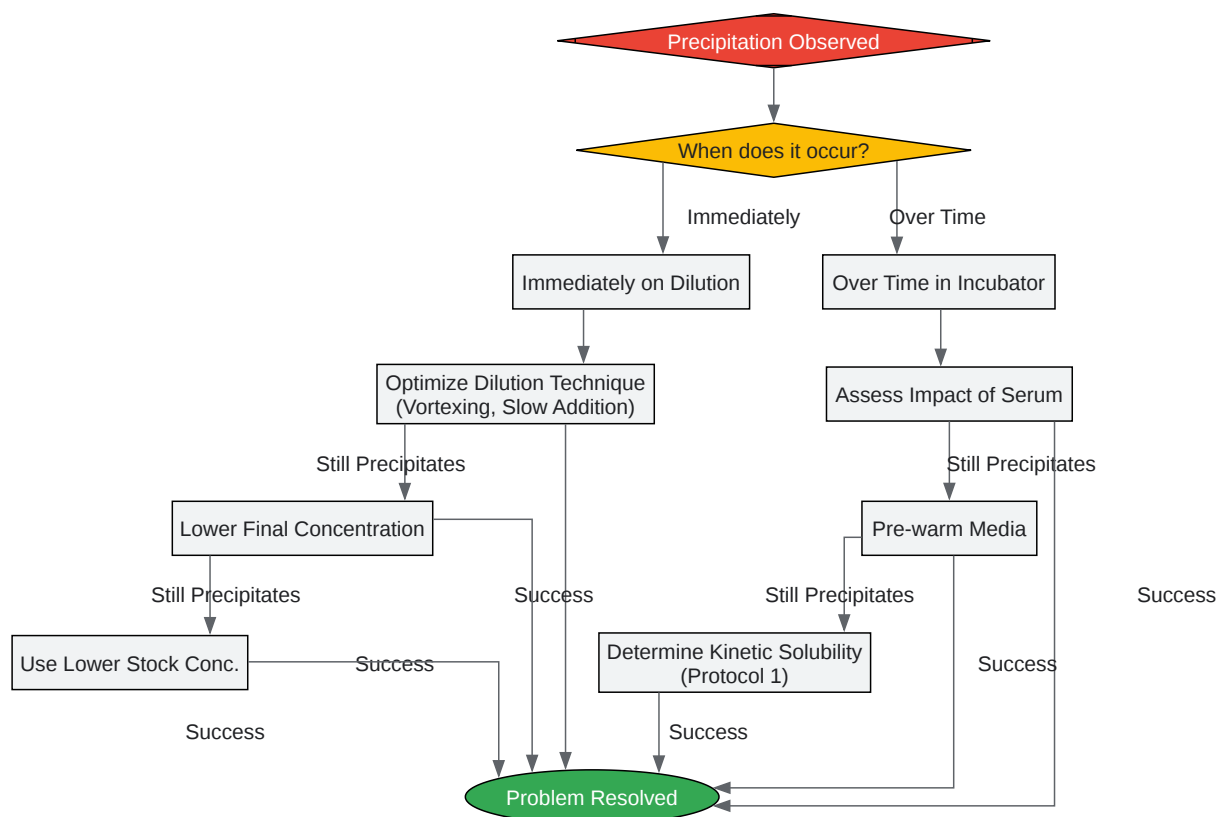 Precipitation Observed
When does it occur?
Immediately
Over Time
Immediately on Dilution
Over Time in Incubator
Optimize Dilution Technique
(Vortexing, Slow Addition)
Assess Impact of Serum
Still Precipitates
Still Precipitates
Lower Final Concentration
Pre-warm Media
Still Precipitates
Success
Still Precipitates
Success
Use Lower Stock Conc.
Success
Determine Kinetic Solubility
(Protocol 1)
Success
Success
Success
Problem Resolved